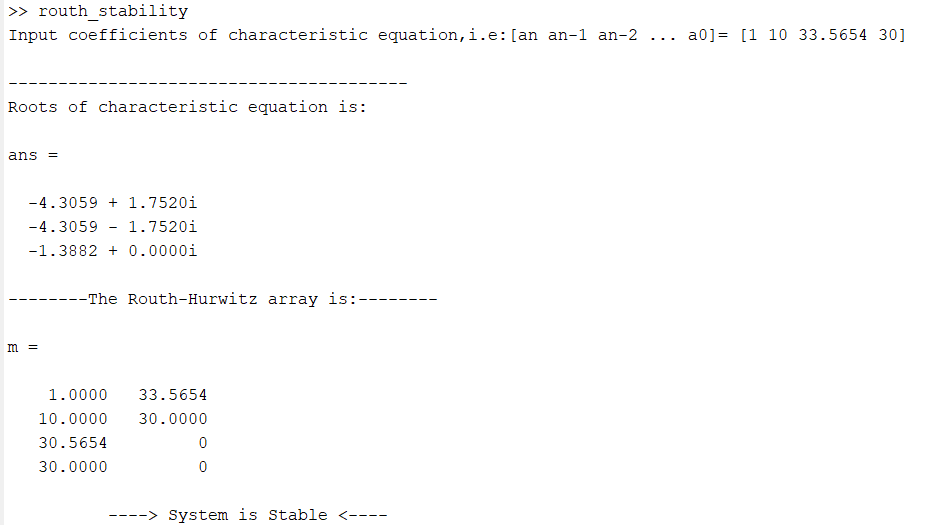 >> routh_stability
Input coefficients of characteristic equation,i.e:[an an-1 an-2 ... a0]= [1 10 33.5654 30]
----------------------------------------
Roots of characteristic equation is:
ans =
-4.3059 + 1.7520i
-4.3059 - 1.7520i
-1.3882 + 0.0000i
--------The Routh-Hurwitz array is:--------
m =
1.0000 33.5654
10.0000 30.0000
30.5654 0
30.0000 0
----> System is Stable <----